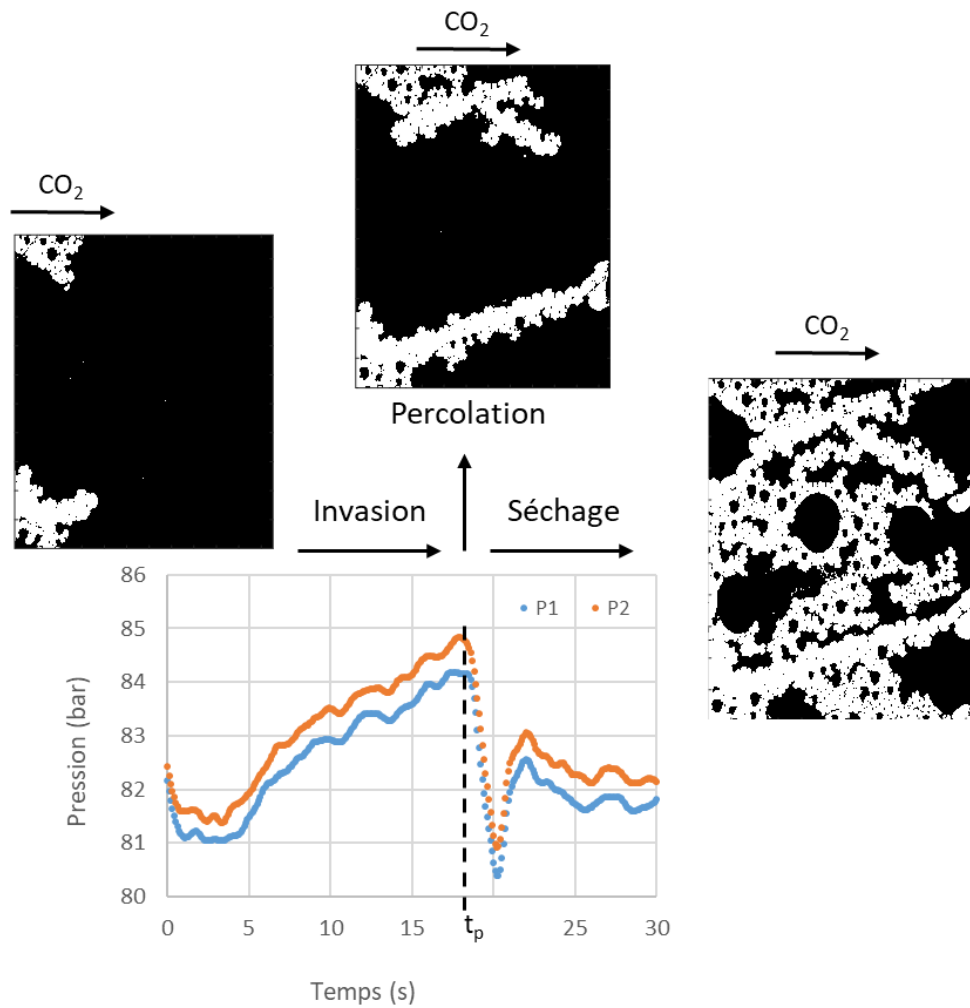 CO₂
CO₂
CO₂
Percolation
Invasion
Séchage
86
85
84
83
82
81
80
P1
P2
Pression (bar)
0
5
10
15
tₚ
25
30
Temps (s)